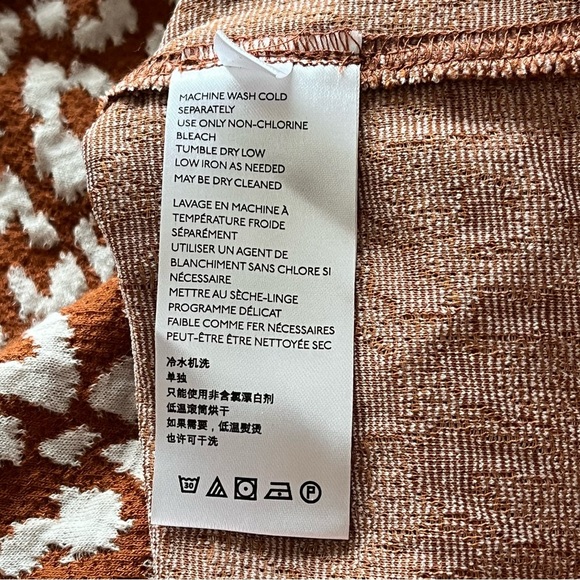 MACHINE WASH COLD
SEPARATELY
USE ONLY NON-CHLORINE
BLEACH
TUMBLE DRY LOW
LOW IRON AS NEEDED
MAY BE DRY CLEANED
LAVAGE EN MACHINE À
TEMPÉRATURE FROIDE
SÉPARÉMENT
UTILISER UN AGENT DE
BLANCHIMENT SANS CHLORE SI
NÉCESSAIRE
METTRE AU SÈCHE-LINGE
PROGRAMME DÉLICAT
FAIBLE COMME FER NÉCESSAIRES
PEUT-ÊTRE ÊTRE NETTOYÉE SEC
冷水机洗
单独
只能使用非含氯漂白剂
低温滚筒烘干
如果需要，低温熨烫
也许可干洗
30 P